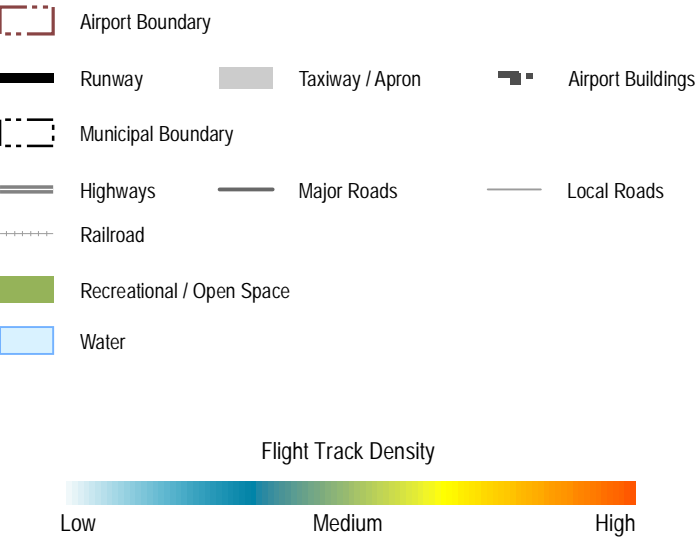 Airport Boundary
Runway
Taxiway / Apron
Airport Buildings
Municipal Boundary
Highways
Major Roads
Local Roads
Railroad
Recreational / Open Space
Water
Flight Track Density
Low
Medium
High